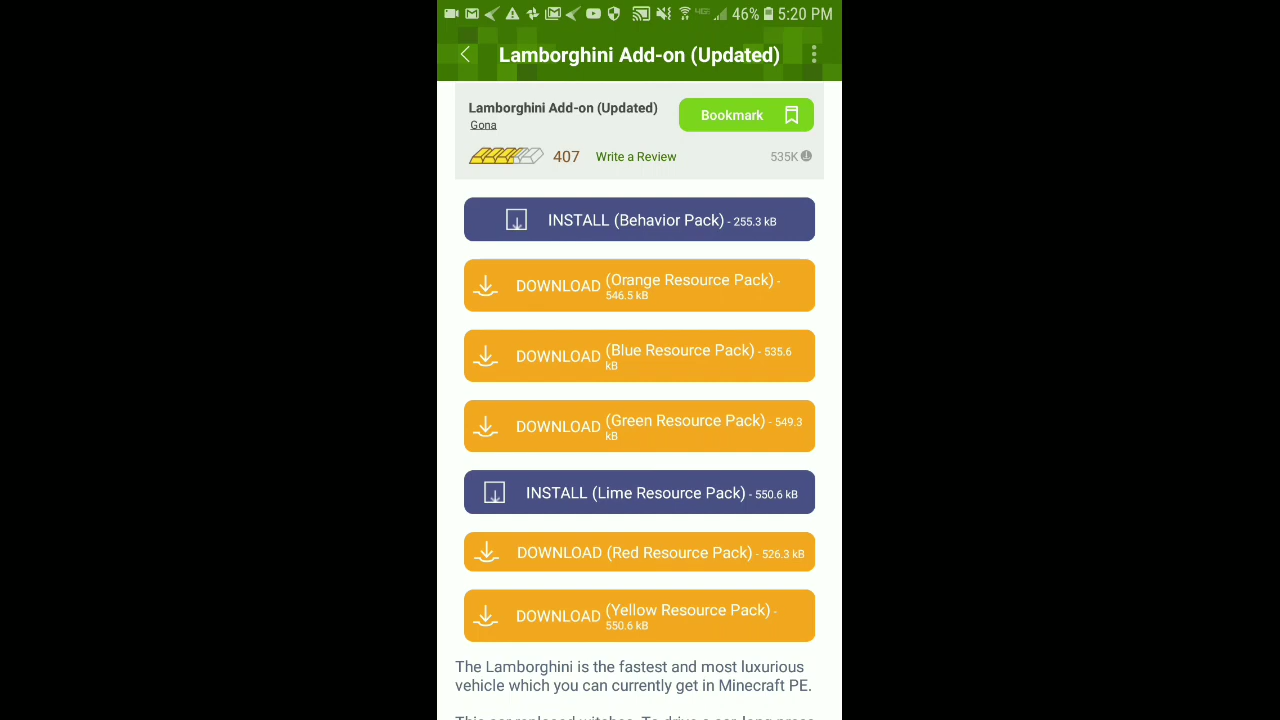 46% 5:20 PM
Lamborghini Add-on (Updated)
Lamborghini Add-on (Updated)
Gona
Bookmark
407 Write a Review 535K
INSTALL (Behavior Pack) - 255.3 kB
DOWNLOAD (Orange Resource Pack) -
546.5 kB
DOWNLOAD (Blue Resource Pack) - 535.6
kB
DOWNLOAD (Green Resource Pack) - 549.3
kB
INSTALL (Lime Resource Pack) - 550.6 kB
DOWNLOAD (Red Resource Pack) - 526.3 kB
DOWNLOAD (Yellow Resource Pack) -
550.6 kB
The Lamborghini is the fastest and most luxurious
vehicle which you can currently get in Minecraft PE.